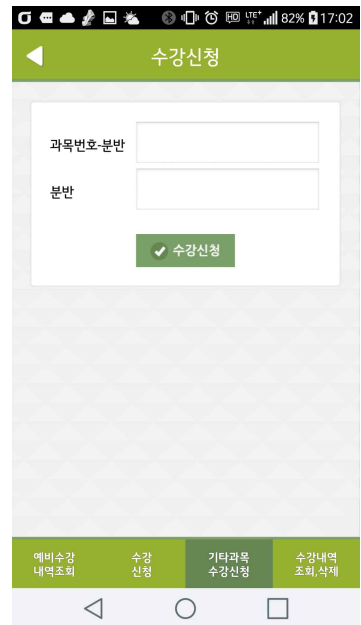 82% 17:02
수강신청
과목번호-분반
분반
수강신청
예비수강 수강 기타과목 수강내역
내역조회 신청 수강신청 조회,삭제